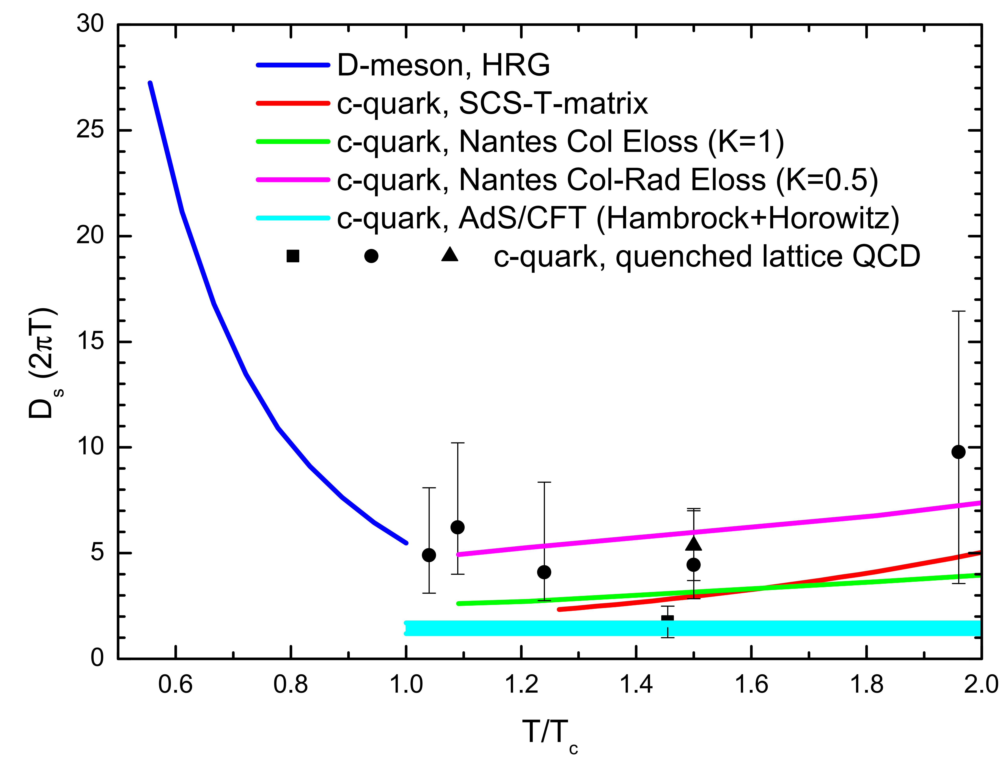 30
25
20
15
10
5
0
D-meson, HRG
c-quark, SCS-T-matrix
c-quark, Nantes Col Eloss (K=1)
c-quark, Nantes Col-Rad Eloss (K=0.5)
c-quark, AdS/CFT (Hambrock+Horowitz)
c-quark, quenched lattice QCD
D_s (2πT)
0.6 0.8 1.0 1.2 1.4 1.6 1.8 2.0
T/T_c